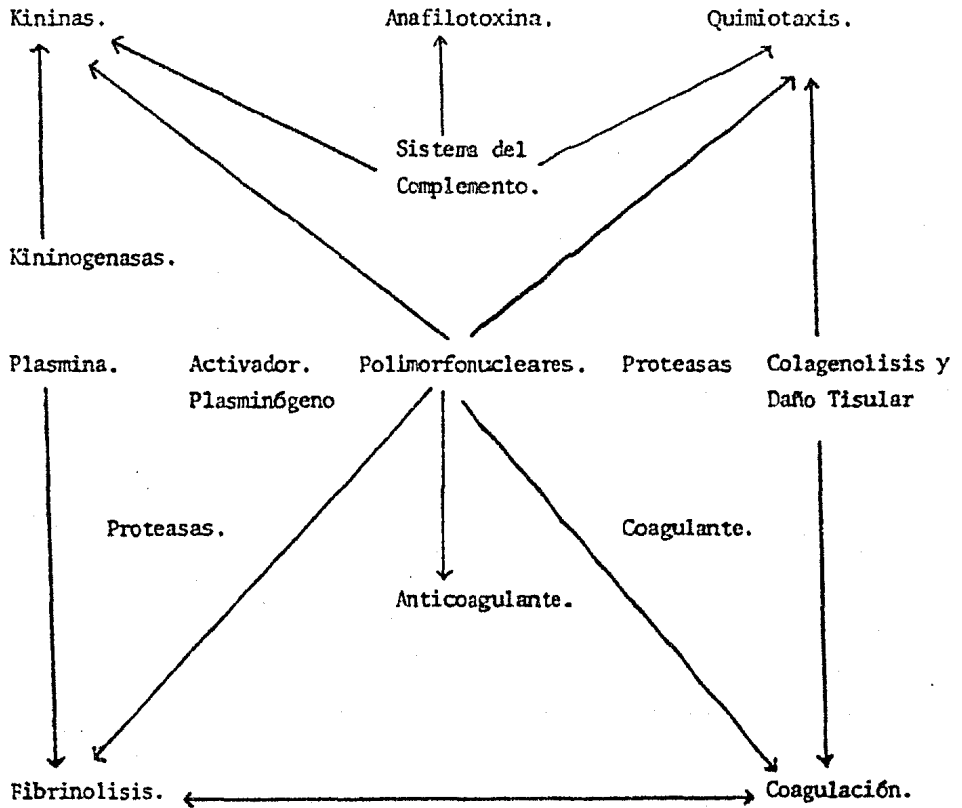 Kininas. Anafilotoxina. Quimiotaxis.
Sistema del
Complemento.
Kininogenasas.
Plasmina. Activador. Polimorfonucleares. Proteasas Colagenolisis y
Plasminógeno Daño Tisular
Proteasas. Coagulante.
Anticoagulante.
Fibrinolisis. Coagulación.